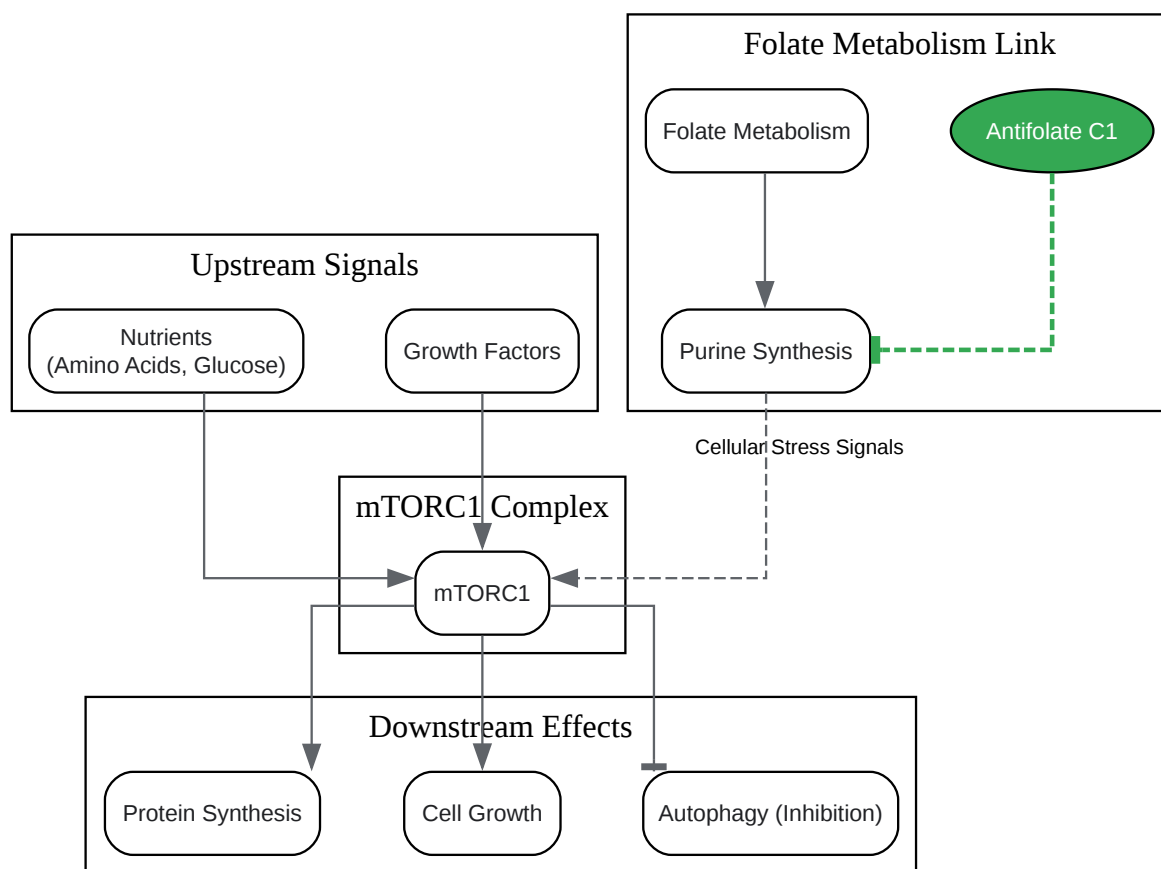 Folate Metabolism Link
Folate Metabolism
Antifolate C1
Upstream Signals
Nutrients
(Amino Acids, Glucose)
Growth Factors
Purine Synthesis
Cellular Stress Signals
mTORC1 Complex
mTORC1
Downstream Effects
Protein Synthesis
Cell Growth
Autophagy (Inhibition)